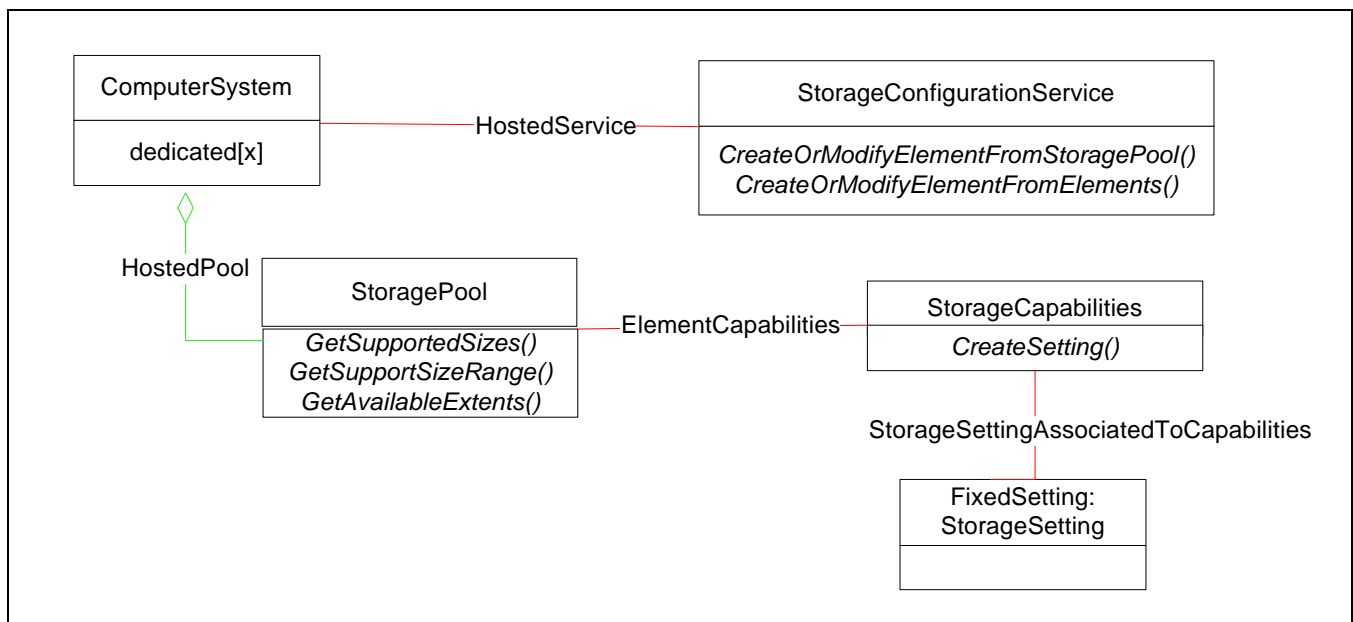 ComputerSystem
dedicated[x]
HostedService
StorageConfigurationService
CreateOrModifyElementFromStoragePool()
CreateOrModifyElementFromElements()
HostedPool
StoragePool
GetSupportedSizes()
GetSupportSizeRange()
GetAvailableExtents()
ElementCapabilities
StorageCapabilities
CreateSetting()
StorageSettingAssociatedToCapabilities
FixedSetting:
StorageSetting